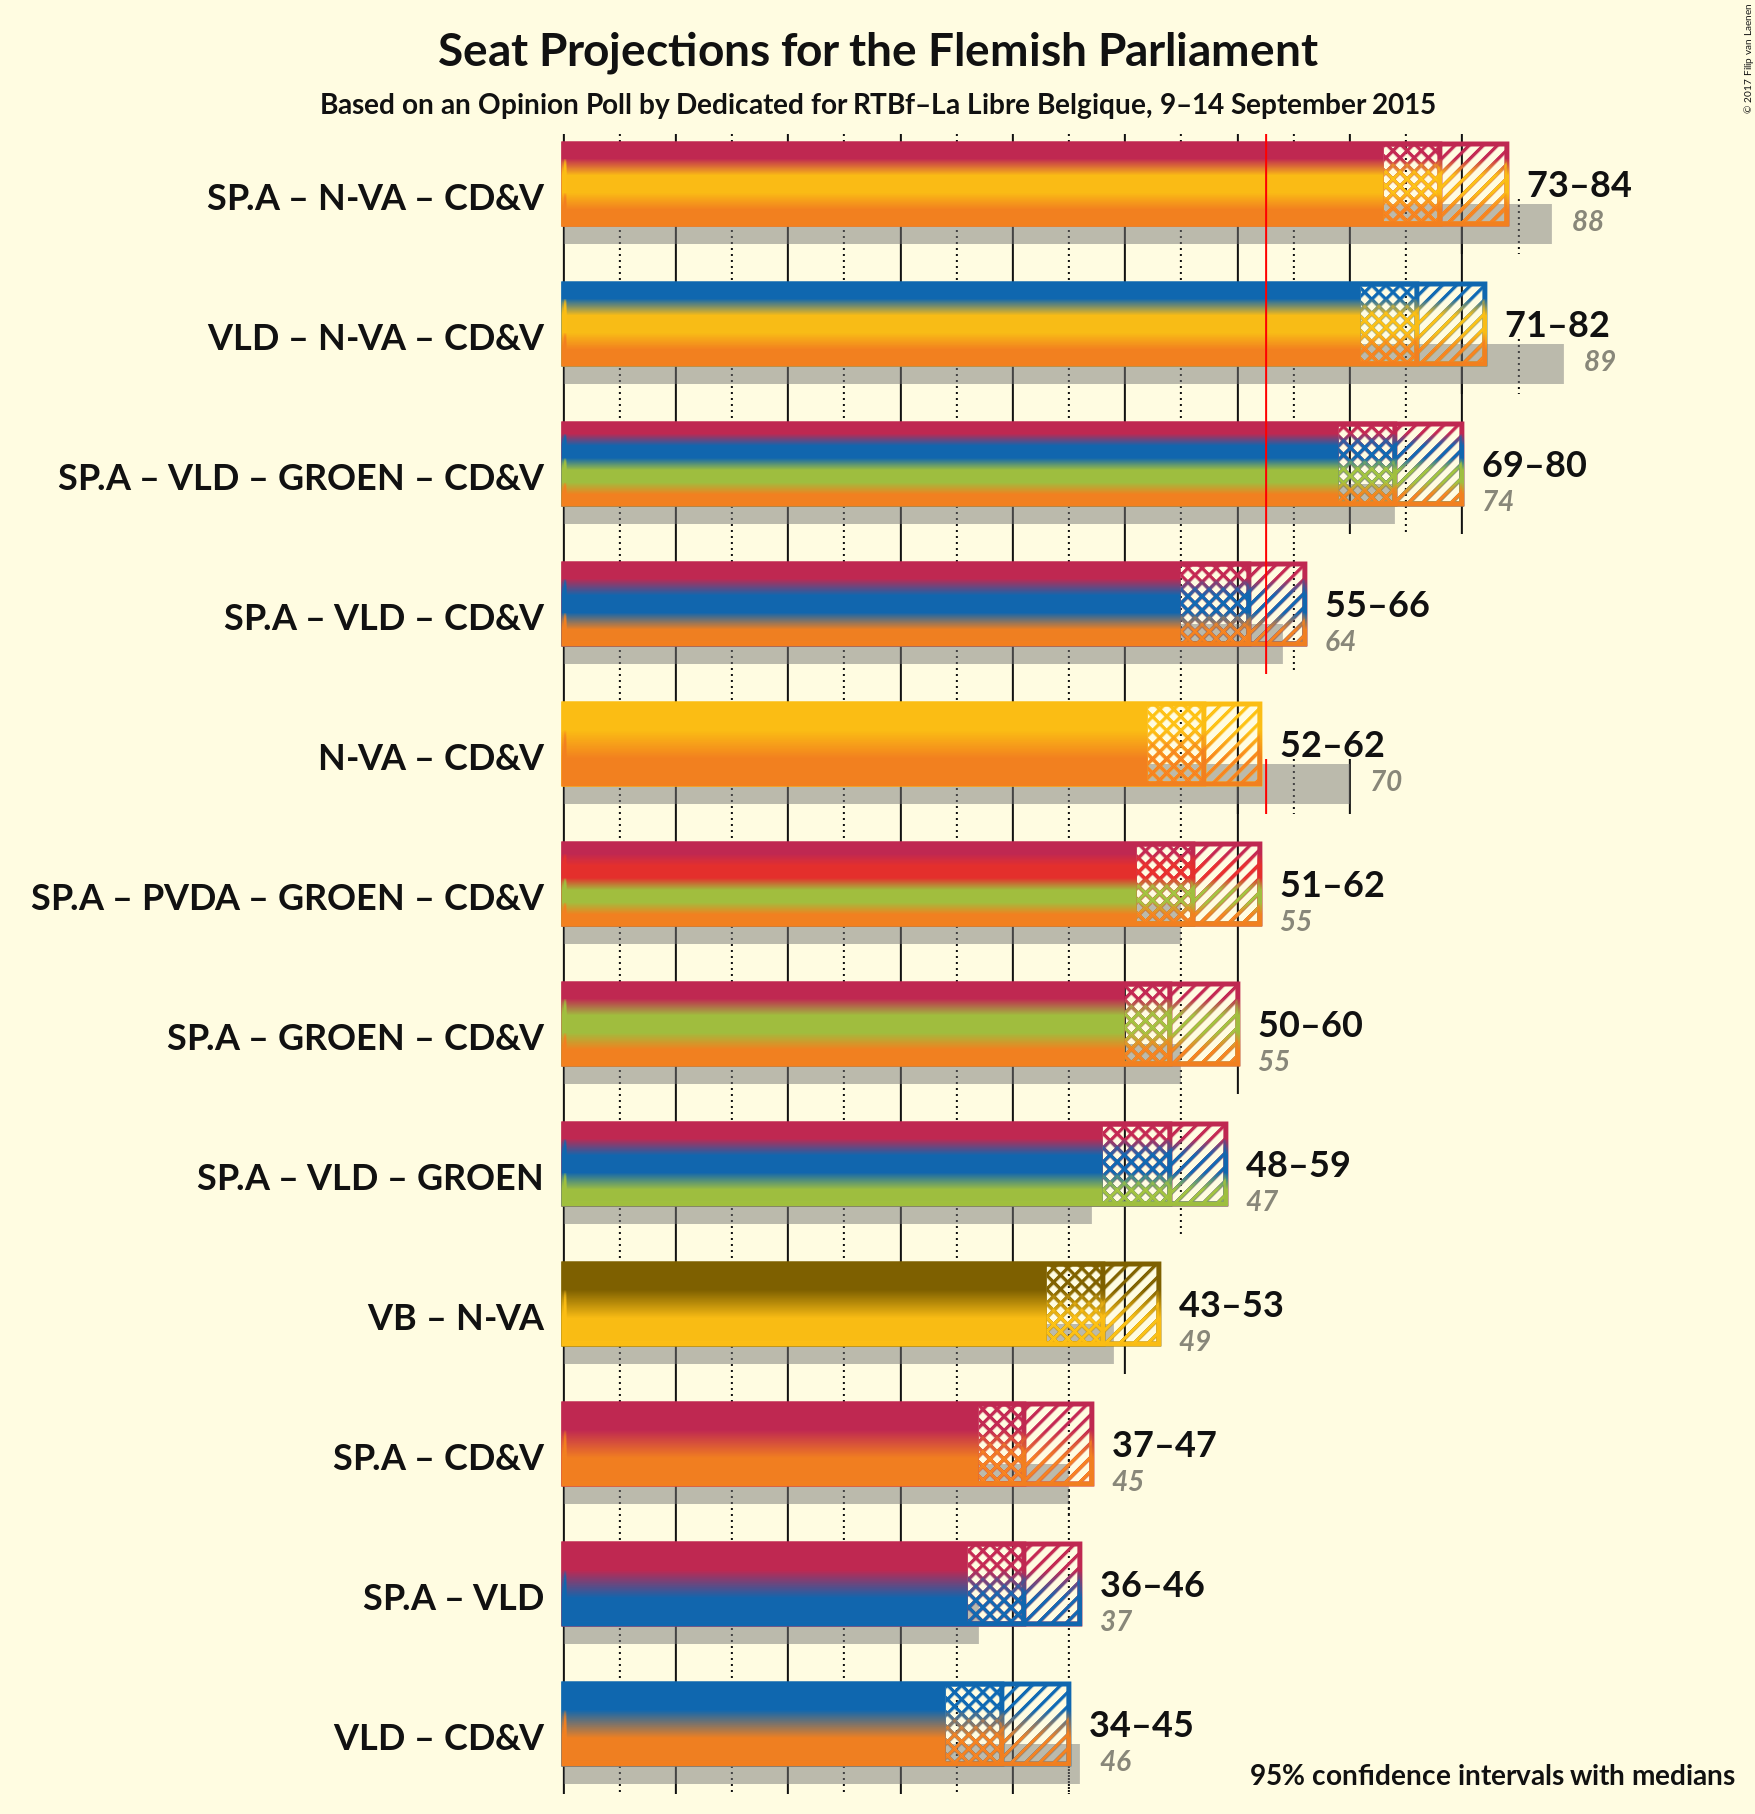 Seat Projections for the Flemish Parliament
Based on an Opinion Poll by Dedicated for RTBf–La Libre Belgique, 9–14 September 2015
© 2017 Filip van Laenen
SP.A – N-VA – CD&V
73–84
88
VLD – N-VA – CD&V
71–82
89
SP.A – VLD – GROEN – CD&V
69–80
74
SP.A – VLD – CD&V
55–66
64
N-VA – CD&V
52–62
70
SP.A – PVDA – GROEN – CD&V
51–62
55
SP.A – GROEN – CD&V
50–60
55
SP.A – VLD – GROEN
48–59
47
VB – N-VA
43–53
49
SP.A – CD&V
37–47
45
SP.A – VLD
36–46
37
VLD – CD&V
34–45
46
95% confidence intervals with medians